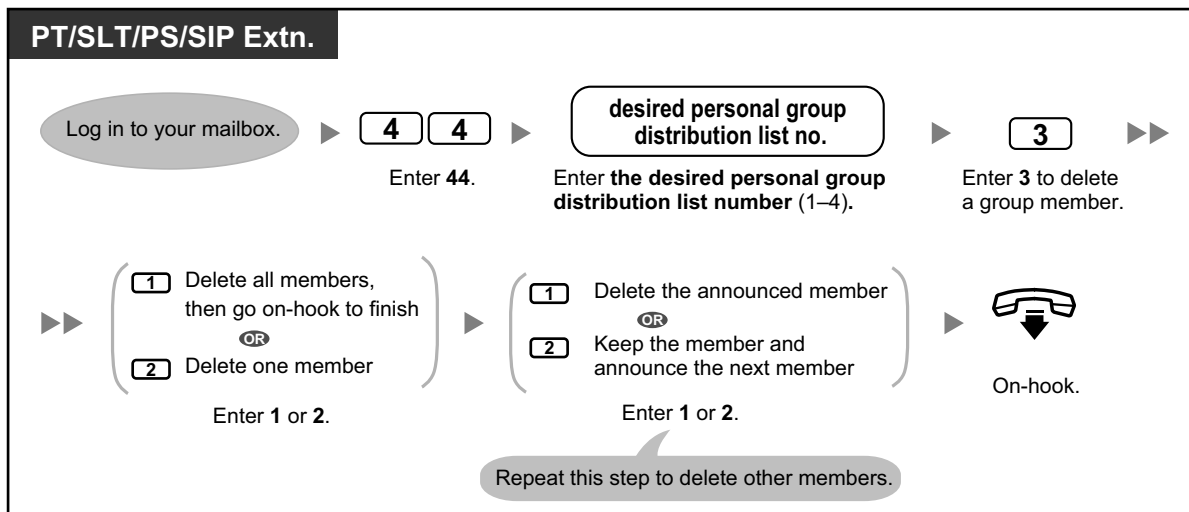 PT/SLT/PS/SIP Extn.
Log in to your mailbox.
4 4
desired personal group
distribution list no.
3
Enter 44.
Enter the desired personal group
distribution list number (1–4).
Enter 3 to delete
a group member.
1 Delete all members,
then go on-hook to finish
OR
2 Delete one member
Enter 1 or 2.
1 Delete the announced member
OR
2 Keep the member and
announce the next member
Enter 1 or 2.
Repeat this step to delete other members.
On-hook.